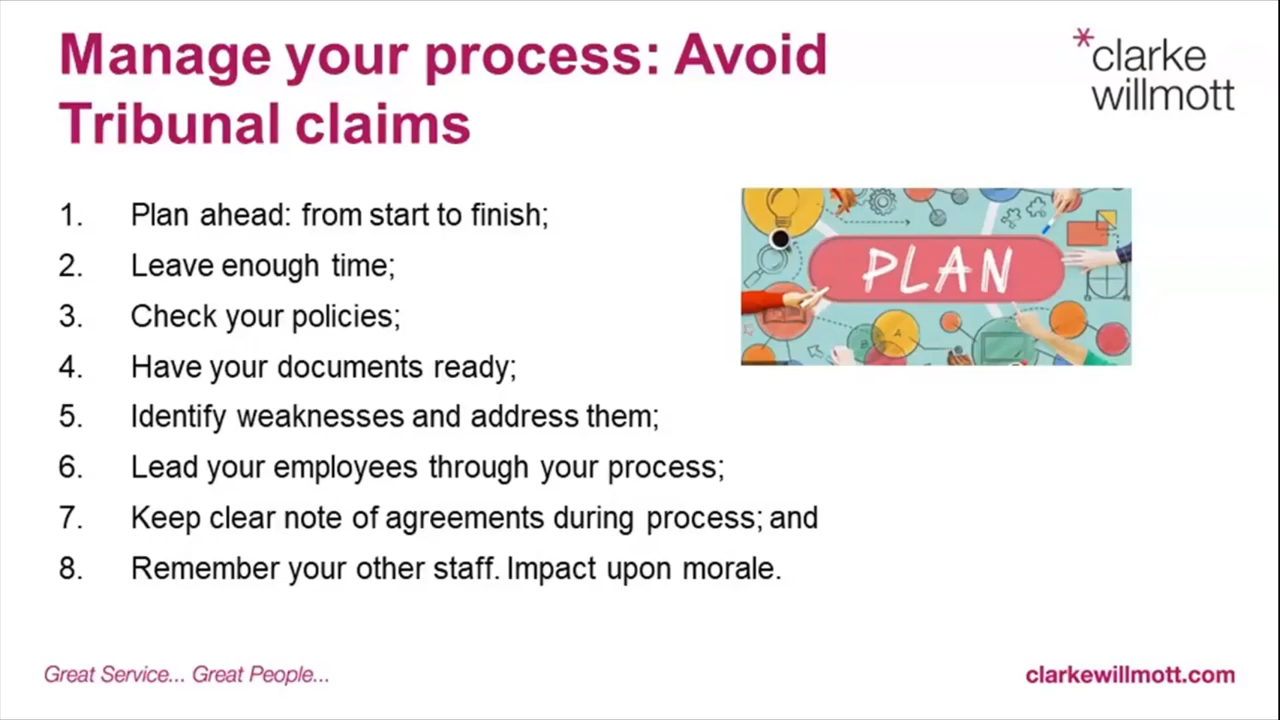 Manage your process: Avoid
Tribunal claims
*clarke
willmott
1. Plan ahead: from start to finish;
2. Leave enough time;
3. Check your policies;
4. Have your documents ready;
5. Identify weaknesses and address them;
6. Lead your employees through your process;
7. Keep clear note of agreements during process; and
8. Remember your other staff. Impact upon morale.
PLAN
A
B
Great Service... Great People...
clarkewillmott.com